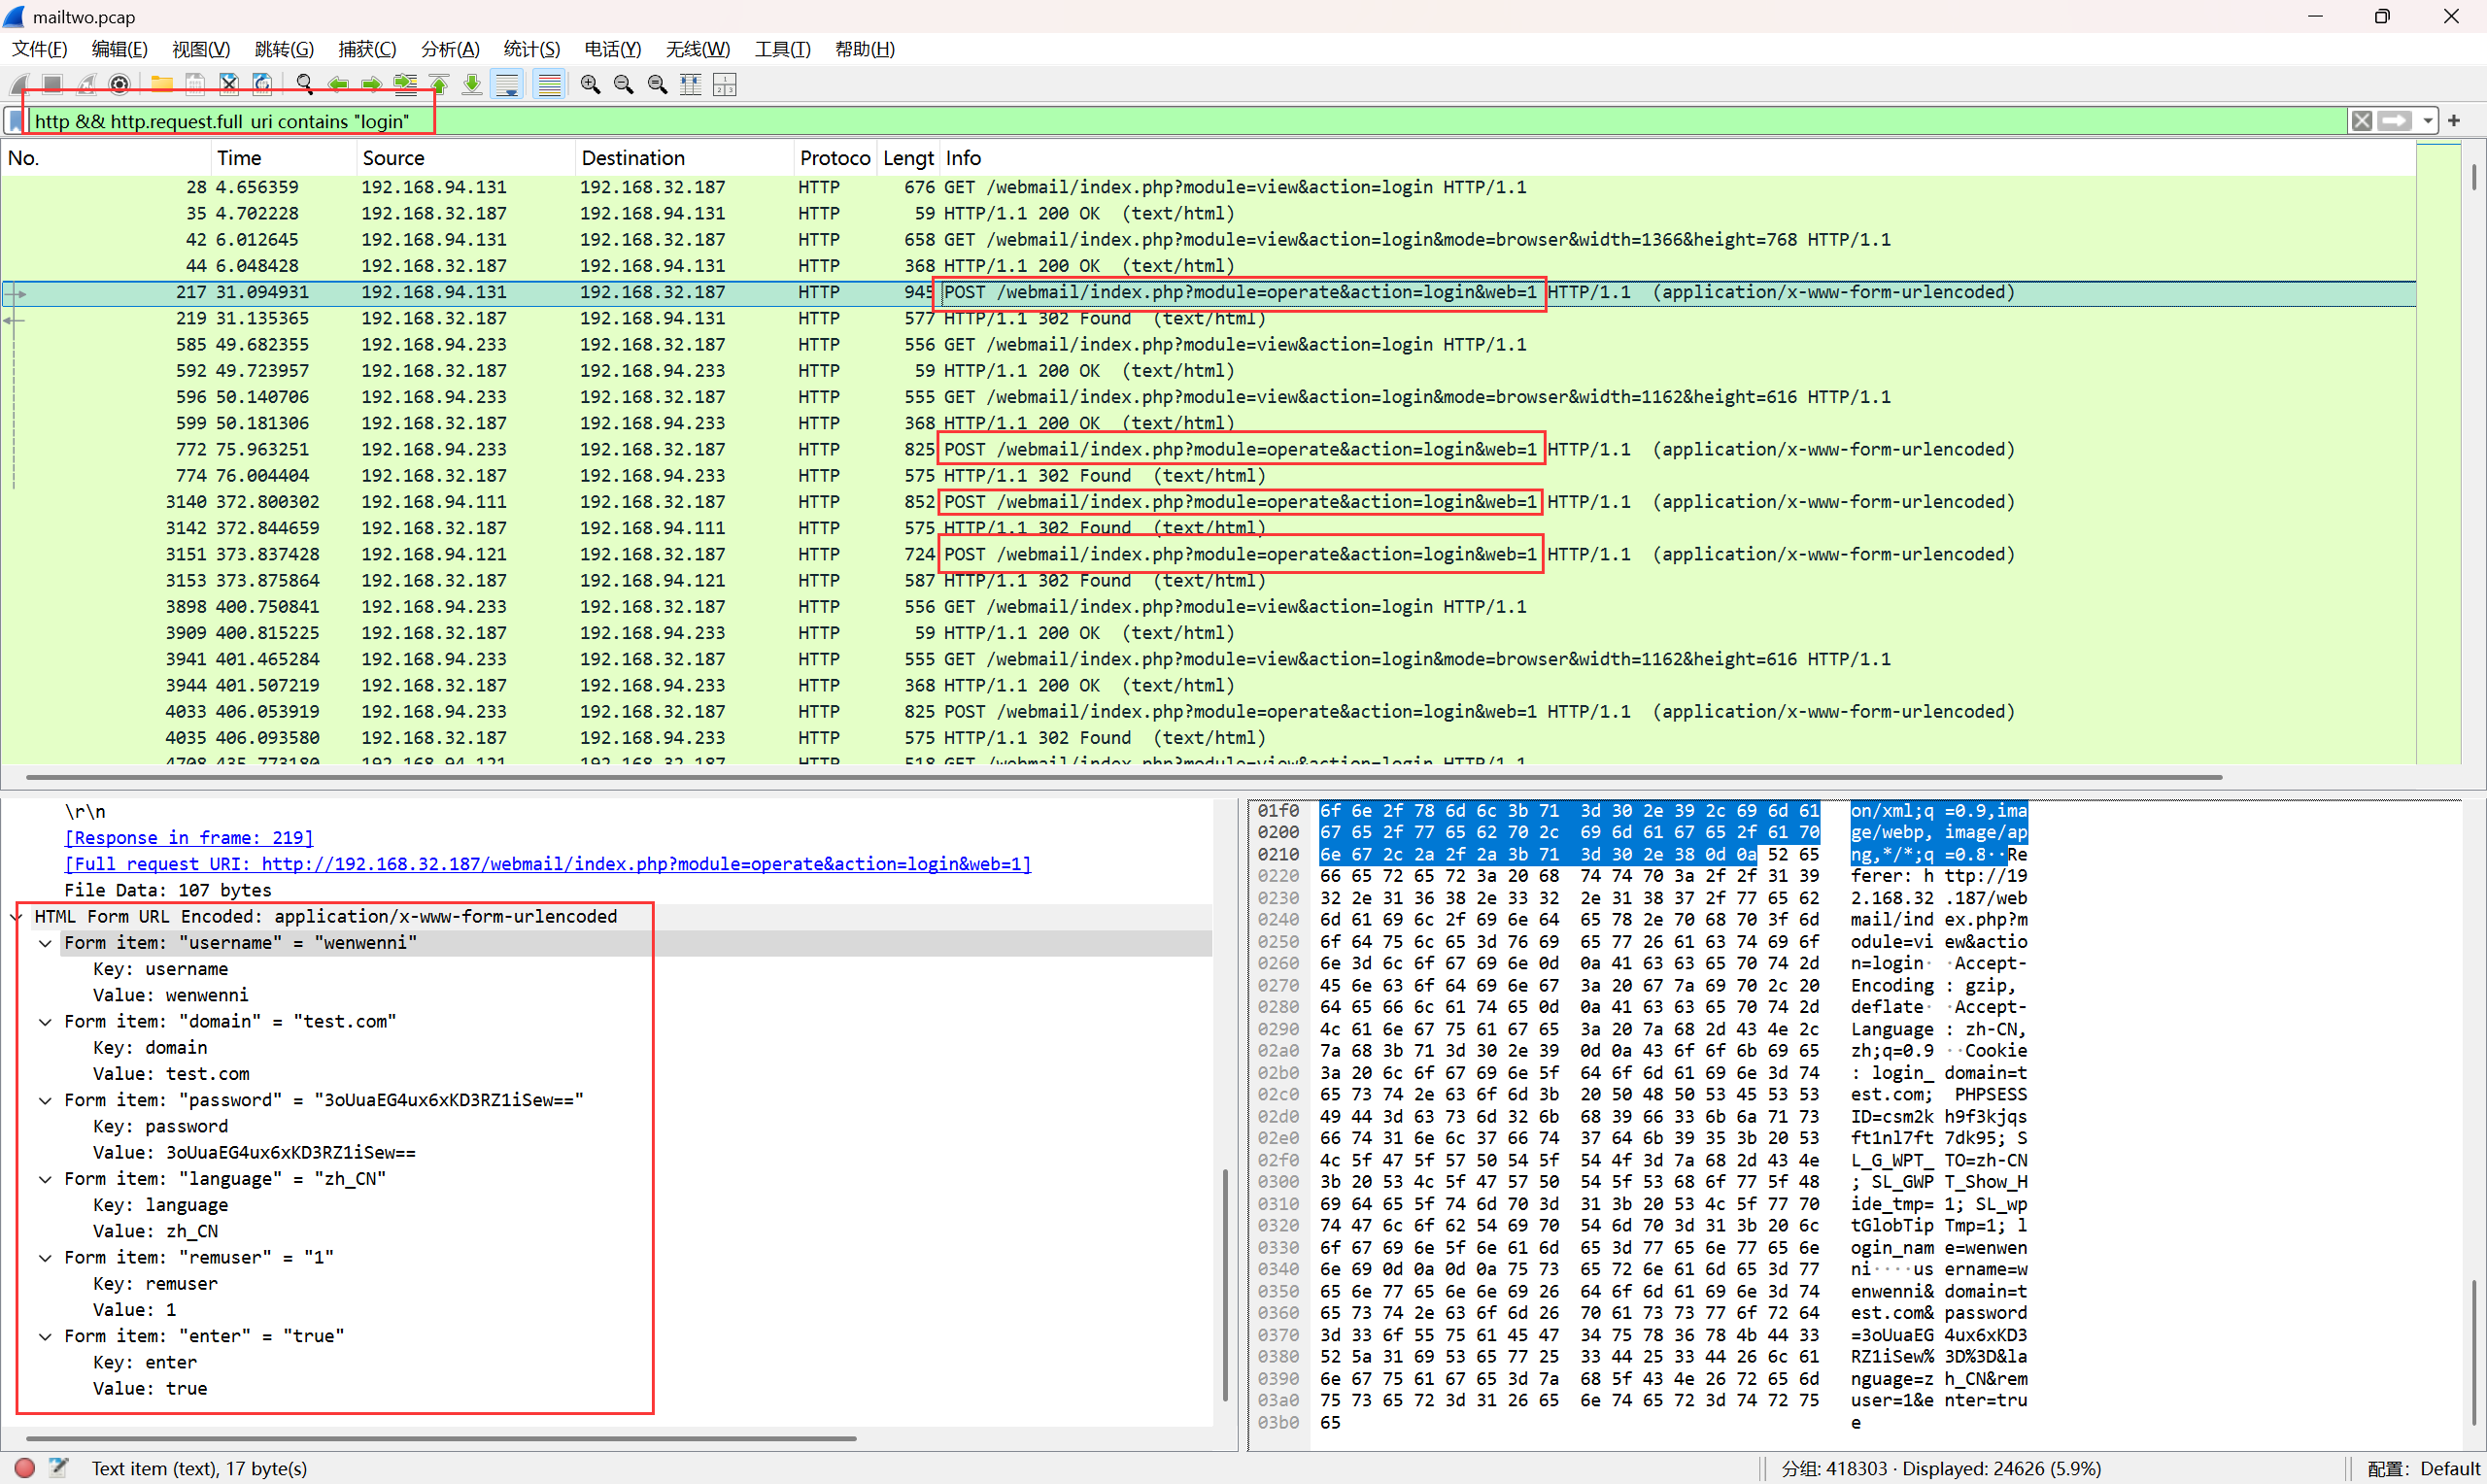 mailtwo.pcap
文件(F) 编辑(E) 视图(V) 跳转(G) 捕获(C) 分析(A) 统计(S) 电话(Y) 无线(W) 工具(T) 帮助(H)
http && http.request.full_uri contains "login"
No. Time Source Destination Protoco Lengt Info
28 4.656359 192.168.94.131 192.168.32.187 HTTP 676 GET /webmail/index.php?module=view&action=login HTTP/1.1
35 4.702228 192.168.32.187 192.168.94.131 HTTP 59 HTTP/1.1 200 OK (text/html)
42 6.012645 192.168.94.131 192.168.32.187 HTTP 658 GET /webmail/index.php?module=view&action=login&mode=browser&width=1366&height=768 HTTP/1.1
44 6.048428 192.168.32.187 192.168.94.131 HTTP 368 HTTP/1.1 200 OK (text/html)
217 31.094931 192.168.94.131 192.168.32.187 HTTP 945 POST /webmail/index.php?module=operate&action=login&web=1 HTTP/1.1 (application/x-www-form-urlencoded)
219 31.135365 192.168.32.187 192.168.94.131 HTTP 577 HTTP/1.1 302 Found (text/html)
585 49.682355 192.168.94.233 192.168.32.187 HTTP 556 GET /webmail/index.php?module=view&action=login HTTP/1.1
592 49.723957 192.168.32.187 192.168.94.233 HTTP 59 HTTP/1.1 200 OK (text/html)
596 50.140706 192.168.94.233 192.168.32.187 HTTP 555 GET /webmail/index.php?module=view&action=login&mode=browser&width=1162&height=616 HTTP/1.1
599 50.181306 192.168.32.187 192.168.94.233 HTTP 368 HTTP/1.1 200 OK (text/html)
772 75.963251 192.168.94.233 192.168.32.187 HTTP 825 POST /webmail/index.php?module=operate&action=login&web=1 HTTP/1.1 (application/x-www-form-urlencoded)
774 76.004404 192.168.32.187 192.168.94.233 HTTP 575 HTTP/1.1 302 Found (text/html)
3140 372.800302 192.168.94.111 192.168.32.187 HTTP 852 POST /webmail/index.php?module=operate&action=login&web=1 HTTP/1.1 (application/x-www-form-urlencoded)
3142 372.844659 192.168.32.187 192.168.94.111 HTTP 575 HTTP/1.1 302 Found (text/html)
3151 373.837428 192.168.94.121 192.168.32.187 HTTP 724 POST /webmail/index.php?module=operate&action=login&web=1 HTTP/1.1 (application/x-www-form-urlencoded)
3153 373.875864 192.168.32.187 192.168.94.121 HTTP 587 HTTP/1.1 302 Found (text/html)
3898 400.750841 192.168.94.233 192.168.32.187 HTTP 556 GET /webmail/index.php?module=view&action=login HTTP/1.1
3909 400.815225 192.168.32.187 192.168.94.233 HTTP 59 HTTP/1.1 200 OK (text/html)
3941 401.465284 192.168.94.233 192.168.32.187 HTTP 555 GET /webmail/index.php?module=view&action=login&mode=browser&width=1162&height=616 HTTP/1.1
3944 401.507219 192.168.32.187 192.168.94.233 HTTP 368 HTTP/1.1 200 OK (text/html)
4033 406.053919 192.168.94.233 192.168.32.187 HTTP 825 POST /webmail/index.php?module=operate&action=login&web=1 HTTP/1.1 (application/x-www-form-urlencoded)
4035 406.093580 192.168.32.187 192.168.94.233 HTTP 575 HTTP/1.1 302 Found (text/html)
4708 435.773180 192.168.94.121 192.168.32.187 HTTP 518 GET /webmail/index.php?module=view&action=login HTTP/1.1
\r\n
[Response in frame: 219]
[Full request URI: http://192.168.32.187/webmail/index.php?module=operate&action=login&web=1]
File Data: 107 bytes
HTML Form URL Encoded: application/x-www-form-urlencoded
Form item: "username" = "wenwenni"
Key: username
Value: wenwenni
Form item: "domain" = "test.com"
Key: domain
Value: test.com
Form item: "password" = "3oUuaEG4ux6xKD3RZ1iSew=="
Key: password
Value: 3oUuaEG4ux6xKD3RZ1iSew==
Form item: "language" = "zh_CN"
Key: language
Value: zh_CN
Form item: "remuser" = "1"
Key: remuser
Value: 1
Form item: "enter" = "true"
Key: enter
Value: true
01f0 6f 6e 2f 78 6d 6c 3b 71 3d 30 2e 39 2c 69 6d 61 on/xml;q =0.9,ima
0200 67 65 2f 77 65 62 70 2c 69 6d 61 67 65 2f 61 70 ge/webp, image/ap
0210 6e 67 2c 2a 2f 2a 3b 71 3d 30 2e 38 0d 0a 52 65 ng,*/*;q =0.8··Re
0220 66 65 72 65 72 3a 20 68 74 74 70 3a 2f 2f 31 39 ferer: h ttp://19
0230 32 2e 31 36 38 2e 33 32 2e 31 38 37 2f 77 65 62 2.168.32 .187/web
0240 6d 61 69 6c 2f 69 6e 64 65 78 2e 70 68 70 3f 6d mail/ind ex.php?m
0250 6f 64 75 6c 65 3d 76 69 65 77 26 61 63 74 69 6f odule=vi ew&actio
0260 6e 3d 6c 6f 67 69 6e 0d 0a 41 63 63 65 70 74 2d n=login· ·Accept-
0270 45 6e 63 6f 64 69 6e 67 3a 20 67 7a 69 70 2c 20 Encoding : gzip,
0280 64 65 66 6c 61 74 65 0d 0a 41 63 63 65 70 74 2d deflate· ·Accept-
0290 4c 61 6e 67 75 61 67 65 3a 20 7a 68 2d 43 4e 2c Language : zh-CN,
02a0 7a 68 3b 71 3d 30 2e 39 0d 0a 43 6f 6f 6b 69 65 zh;q=0.9 ··Cookie
02b0 3a 20 6c 6f 67 69 6e 5f 64 6f 6d 61 69 6e 3d 74 : login_ domain=t
02c0 65 73 74 2e 63 6f 6d 3b 20 50 48 50 53 45 53 53 est.com; PHPSESS
02d0 49 44 3d 63 73 6d 32 6b 68 39 66 33 6b 6a 71 73 ID=csm2k h9f3kjqs
02e0 66 74 31 6e 6c 37 66 74 37 64 6b 39 35 3b 20 53 ft1nl7ft 7dk95; S
02f0 4c 5f 47 5f 57 50 54 5f 54 4f 3d 7a 68 2d 43 4e L_G_WPT_ TO=zh-CN
0300 3b 20 53 4c 5f 47 57 50 54 5f 53 68 6f 77 5f 48 ; SL_GWP T_Show_H
0310 69 64 65 5f 74 6d 70 3d 31 3b 20 53 4c 5f 77 70 ide_tmp= 1; SL_wp
0320 74 47 6c 6f 62 54 69 70 54 6d 70 3d 31 3b 20 6c tGlobTip Tmp=1; l
0330 6f 67 69 6e 5f 6e 61 6d 65 3d 77 65 6e 77 65 6e ogin_nam e=wenwen
0340 6e 69 0d 0a 0d 0a 75 73 65 72 6e 61 6d 65 3d 77 ni····us ername=w
0350 65 6e 77 65 6e 6e 69 26 64 6f 6d 61 69 6e 3d 74 enwenni& domain=t
0360 65 73 74 2e 63 6f 6d 26 70 61 73 73 77 6f 72 64 est.com& password
0370 3d 33 6f 55 75 61 45 47 34 75 78 36 78 4b 44 33 =3oUuaEG 4ux6xKD3
0380 52 5a 31 69 53 65 77 25 33 44 25 33 44 26 6c 61 RZ1iSew% 3D%3D&la
0390 6e 67 75 61 67 65 3d 7a 68 5f 43 4e 26 72 65 6d nguage=z h_CN&rem
03a0 75 73 65 72 3d 31 26 65 6e 74 65 72 3d 74 72 75 user=1&e nter=tru
03b0 65 e
Text item (text), 17 byte(s) 分组: 418303 · Displayed: 24626 (5.9%) 配置: Default